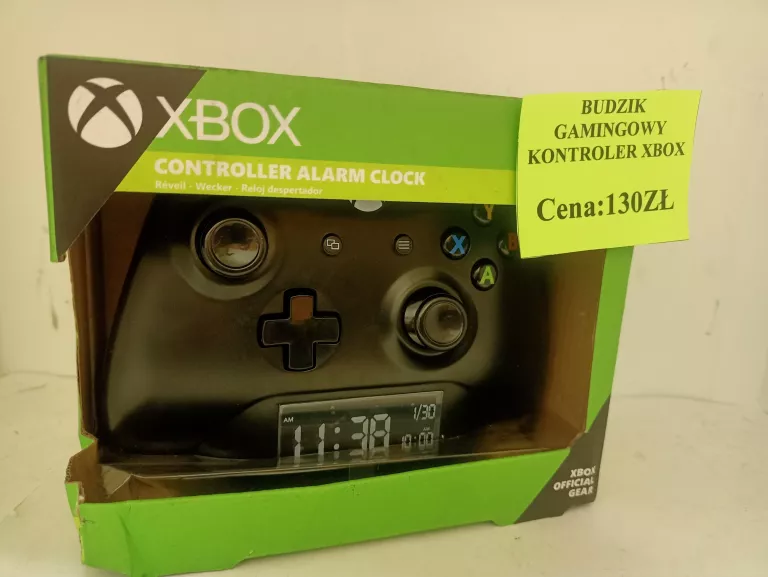 XBOX
CONTROLLER ALARM CLOCK
Réveil - Wecker - Reloj despertador
BUDZIK
GAMINGOWY
KONTROLER XBOX
Cena:130ZŁ
Y
X
B
A
AM
1/30
11:38
10:00
XBOX
OFFICIAL
GEAR